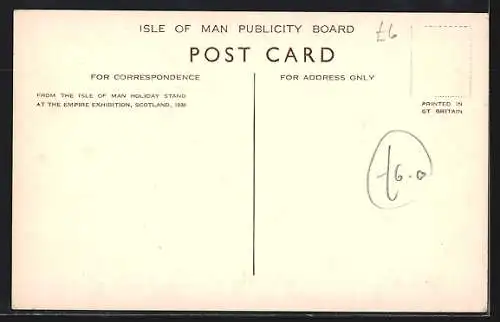 ISLE OF MAN PUBLICITY BOARD
£6
POST CARD
FOR CORRESPONDENCE
FOR ADDRESS ONLY
FROM THE ISLE OF MAN HOLIDAY STAND
AT THE EMPIRE EXHIBITION, SCOTLAND, 1938
PRINTED IN
GT BRITAIN
£6.0